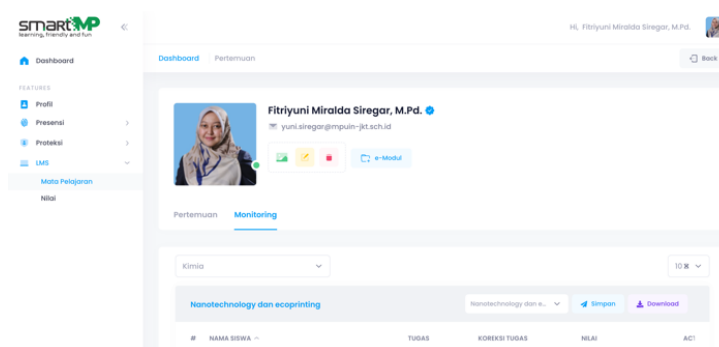 smartMP
learning, friendly and fun
Hi, Fitriyuni Miralda Siregar, M.Pd.
Dashboard
Dashboard Pertemuan
Back
FEATURES
Profil
Presensi
Proteksi
LMS
Mata Pelajaran
Nilai
Fitriyuni Miralda Siregar, M.Pd.
yuni.siregar@mpuin-jkt.sch.id
e-Modul
Pertemuan Monitoring
Kimia
10
Nanotechnology dan ecoprinting
Nanotechnology dan e...
Simpan
Download
# NAMA SISWA TUGAS KOREKSI TUGAS NILAI